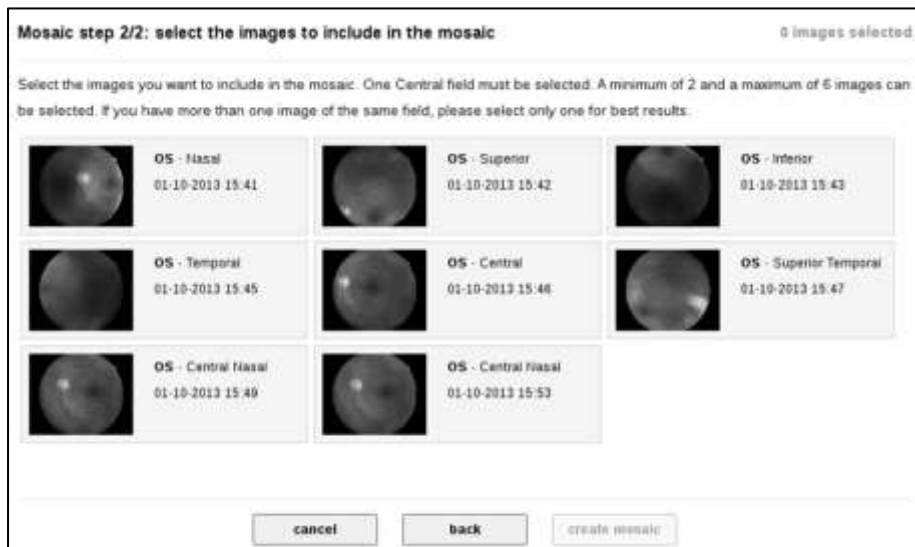 Mosaic step 2/2: select the images to include in the mosaic
0 images selected
Select the images you want to include in the mosaic. One Central field must be selected. A minimum of 2 and a maximum of 6 images can
be selected. If you have more than one image of the same field, please select only one for best results.
OS - Nasal
01-10-2013 15:41
OS - Superior
01-10-2013 15:42
OS - Inferior
01-10-2013 15:43
OS - Temporal
01-10-2013 15:45
OS - Central
01-10-2013 15:46
OS - Superior Temporal
01-10-2013 15:47
OS - Central Nasal
01-10-2013 15:49
OS - Central Nasal
01-10-2013 15:53
cancel
back
create mosaic